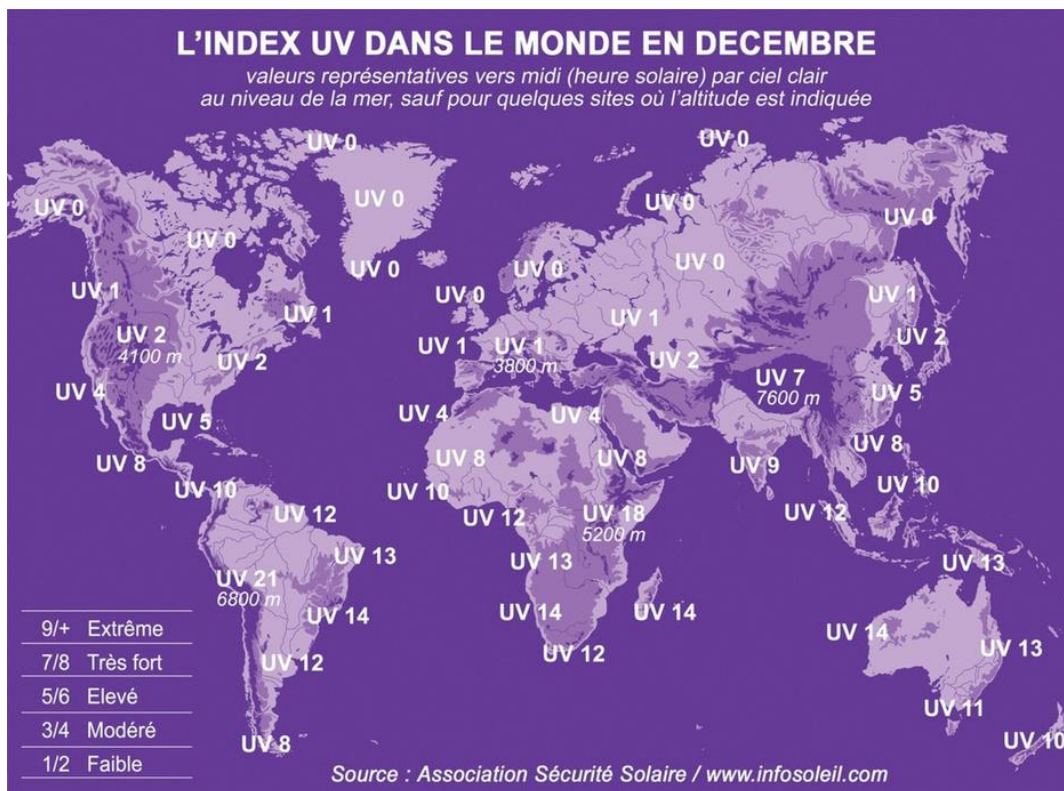 L'INDEX UV DANS LE MONDE EN DECEMBRE
valeurs représentatives vers midi (heure solaire) par ciel clair
au niveau de la mer, sauf pour quelques sites où l'altitude est indiquée
UV 0
UV 0
UV 0
UV 0
UV 0
UV 0
UV 0
UV 0
UV 0
UV 0
UV 0
UV 0
UV 1
UV 1
UV 1
UV 1
UV 2
4100 m
UV 2
UV 1
UV 1
3800 m
UV 2
UV 2
UV 4
UV 7
7600 m
UV 5
UV 5
UV 4
UV 4
UV 8
UV 8
UV 8
UV 8
UV 9
UV 10
UV 10
UV 10
UV 12
UV 12
UV 18
5200 m
UV 12
UV 13
UV 13
UV 13
UV 21
6800 m
UV 14
UV 14
UV 14
UV 14
UV 13
UV 12
UV 12
UV 11
UV 8
UV 10
9/+ Extrême
7/8 Très fort
5/6 Elevé
3/4 Modéré
1/2 Faible
Source : Association Sécurité Solaire / www.infosoleil.com